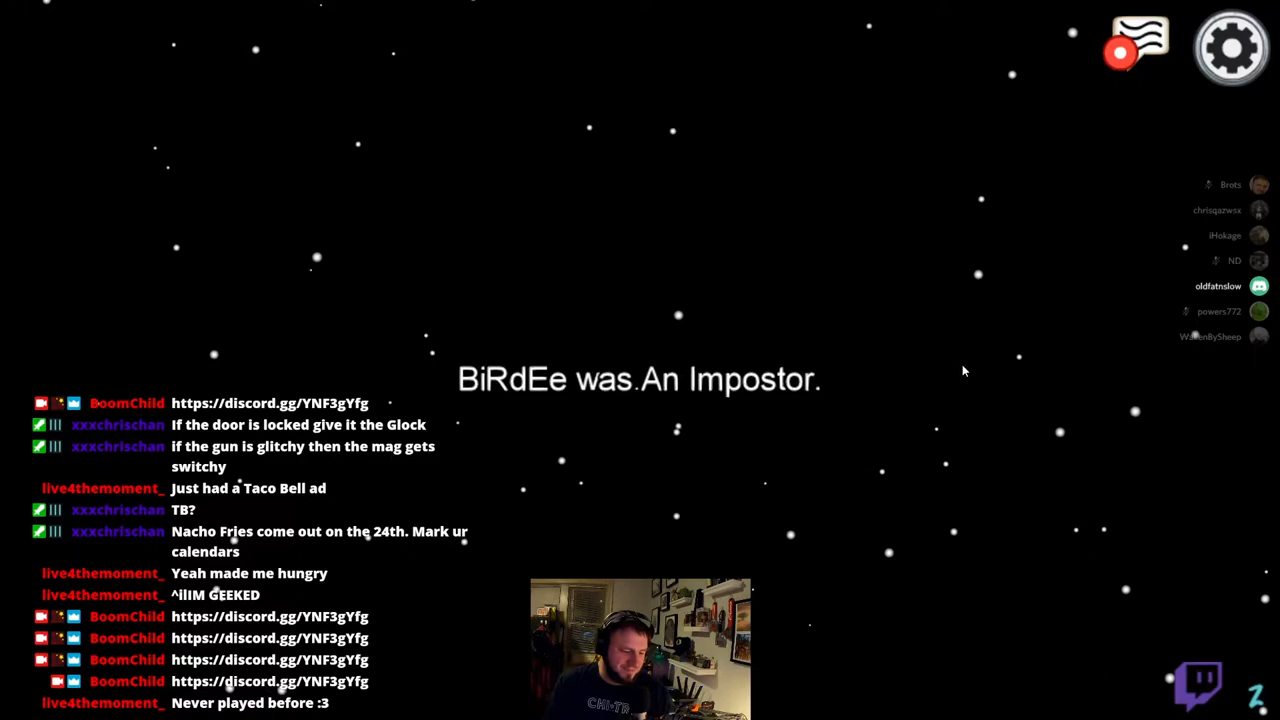 Brots
chrisqazwsx
iHokage
ND
oldfatnslow
powers772
BiRdEe was An Impostor.
BoomChild https://discord.gg/YNF3gYfg
xxxchrischan If the door is locked give it the Glock
xxxchrischan if the gun is glitchy then the mag gets
switchy
live4themoment_ Just had a Taco Bell ad
xxxchrischan TB?
xxxchrischan Nacho Fries come out on the 24th. Mark ur
calendars
live4themoment_ Yeah made me hungry
live4themoment_ ^ilIM GEEKED
BoomChild https://discord.gg/YNF3gYfg
BoomChild https://discord.gg/YNF3gYfg
BoomChild https://discord.gg/YNF3gYfg
BoomChild https://discord.gg/YNF3gYfg
live4themoment_ Never played before :3
CHI-TR
z